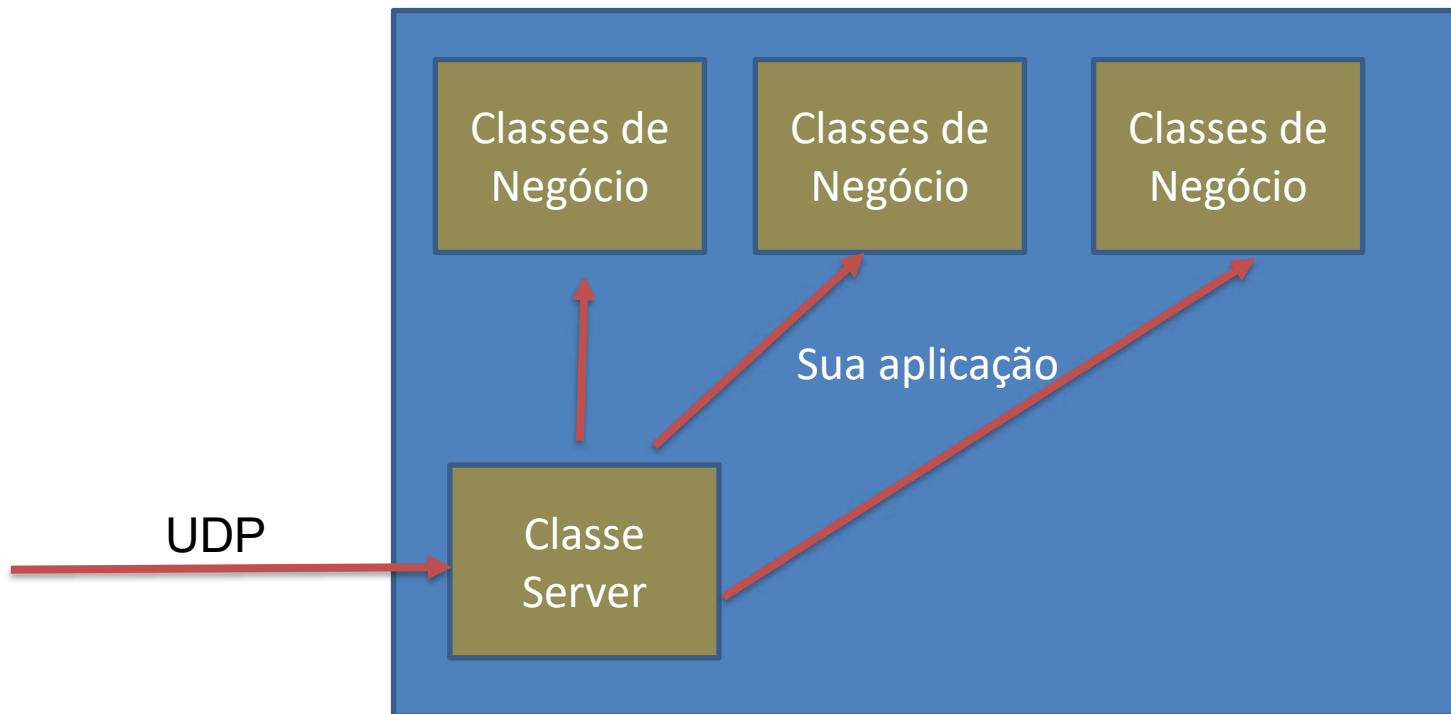 Classes de
Negócio
Classes de
Negócio
Classes de
Negócio
Sua aplicação
UDP
Classe
Server